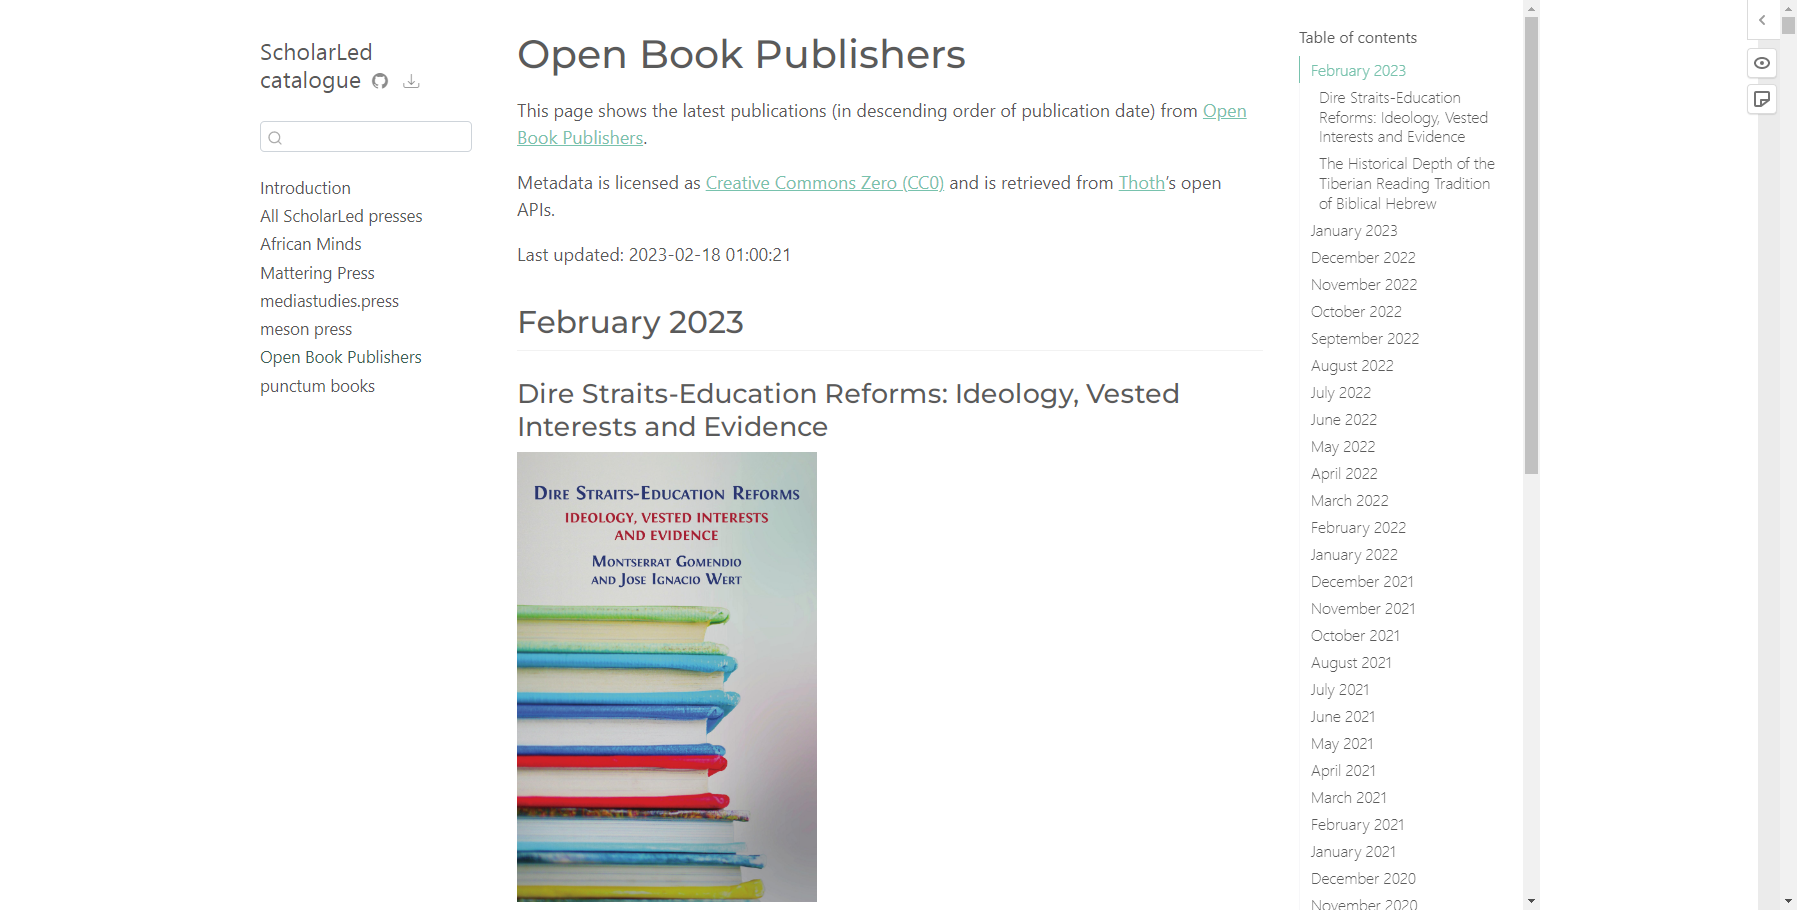 ScholarLed
catalogue
Introduction
All ScholarLed presses
African Minds
Mattering Press
mediastudies.press
meson press
Open Book Publishers
punctum books
Open Book Publishers
This page shows the latest publications (in descending order of publication date) from Open
Book Publishers.
Metadata is licensed as Creative Commons Zero (CC0) and is retrieved from Thoth’s open
APIs.
Last updated: 2023-02-18 01:00:21
February 2023
Dire Straits-Education Reforms: Ideology, Vested
Interests and Evidence
DIRE STRAITS-EDUCATION REFORMS
IDEOLOGY, VESTED INTERESTS
AND EVIDENCE
MONTSERRAT GOMENDIO
AND JOSE IGNACIO WERT
Table of contents
February 2023
Dire Straits-Education
Reforms: Ideology, Vested
Interests and Evidence
The Historical Depth of the
Tiberian Reading Tradition
of Biblical Hebrew
January 2023
December 2022
November 2022
October 2022
September 2022
August 2022
July 2022
June 2022
May 2022
April 2022
March 2022
February 2022
January 2022
December 2021
November 2021
October 2021
August 2021
July 2021
June 2021
May 2021
April 2021
March 2021
February 2021
January 2021
December 2020
November 2020